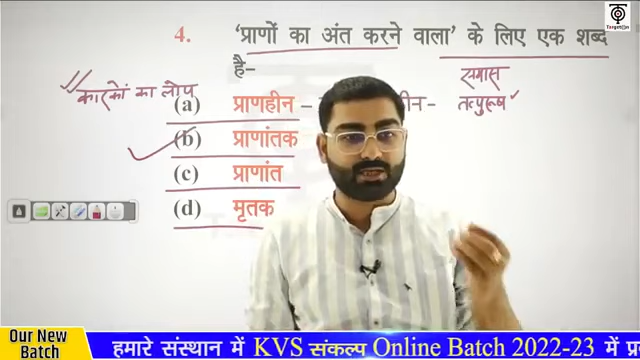 TargetOn
4. 'प्राणों का अंत करने वाला' के लिए एक शब्द
है–
समास
कारकों का लोप
(a) प्राणहीन – हीन – तत्पुरुष
(b) प्राणांतक
(c) प्राणांत
(d) मृतक
Our New
Batch
हमारे संस्थान में KVS संकल्प Online Batch 2022-23 में